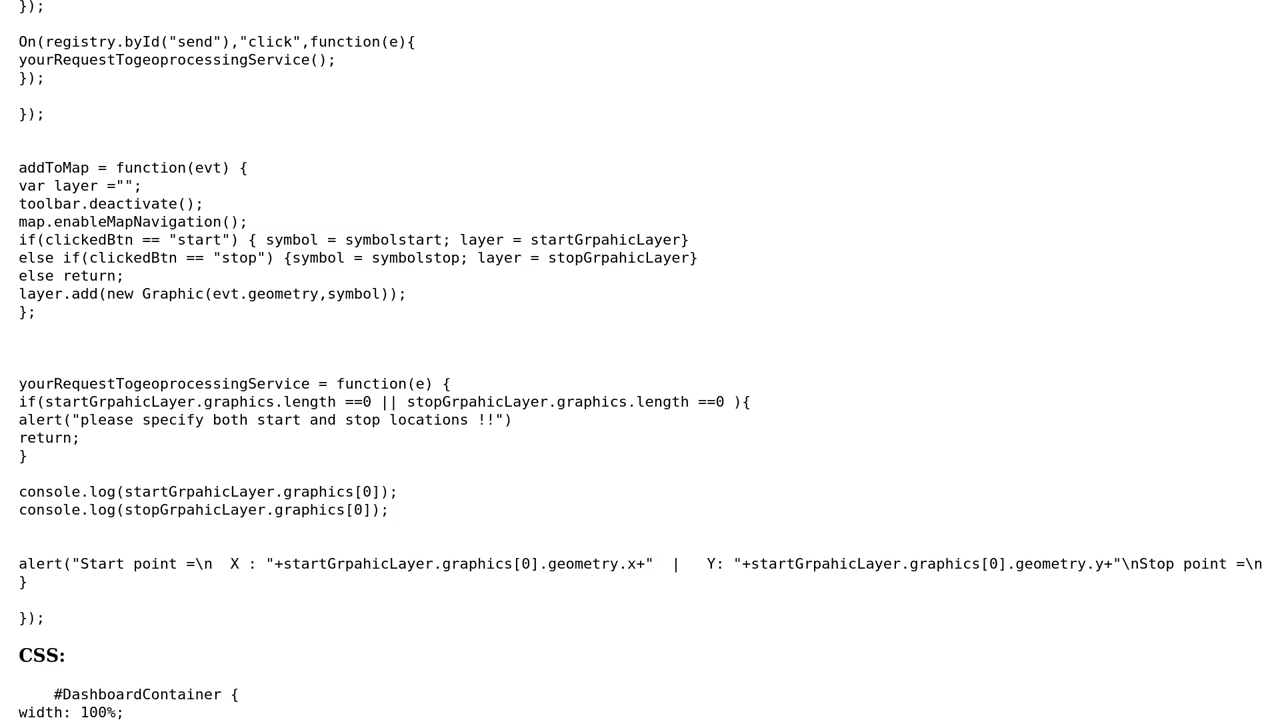 });
On(registry.byId("send"),"click",function(e){
yourRequestTogeoprocessingService();
});
});
addToMap = function(evt) {
var layer ="";
toolbar.deactivate();
map.enableMapNavigation();
if(clickedBtn == "start") { symbol = symbolstart; layer = startGrpahicLayer}
else if(clickedBtn == "stop") {symbol = symbolstop; layer = stopGrpahicLayer}
else return;
layer.add(new Graphic(evt.geometry,symbol));
};
yourRequestTogeoprocessingService = function(e) {
if(startGrpahicLayer.graphics.length ==0 || stopGrpahicLayer.graphics.length ==0 ){
alert("please specify both start and stop locations !!")
return;
}
console.log(startGrpahicLayer.graphics[0]);
console.log(stopGrpahicLayer.graphics[0]);
alert("Start point =\n  X : "+startGrpahicLayer.graphics[0].geometry.x+"  |   Y: "+startGrpahicLayer.graphics[0].geometry.y+"\nStop point =\n
}
});
CSS:
#DashboardContainer {
width: 100%;